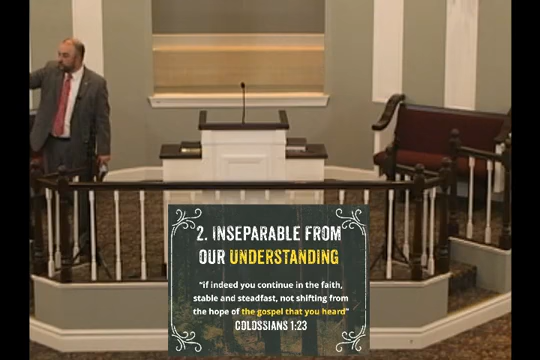 2. INSEPARABLE FROM
OUR UNDERSTANDING
"if indeed you continue in the faith,
stable and steadfast, not shifting from
the hope of the gospel that you heard"
COLOSSIANS 1:23